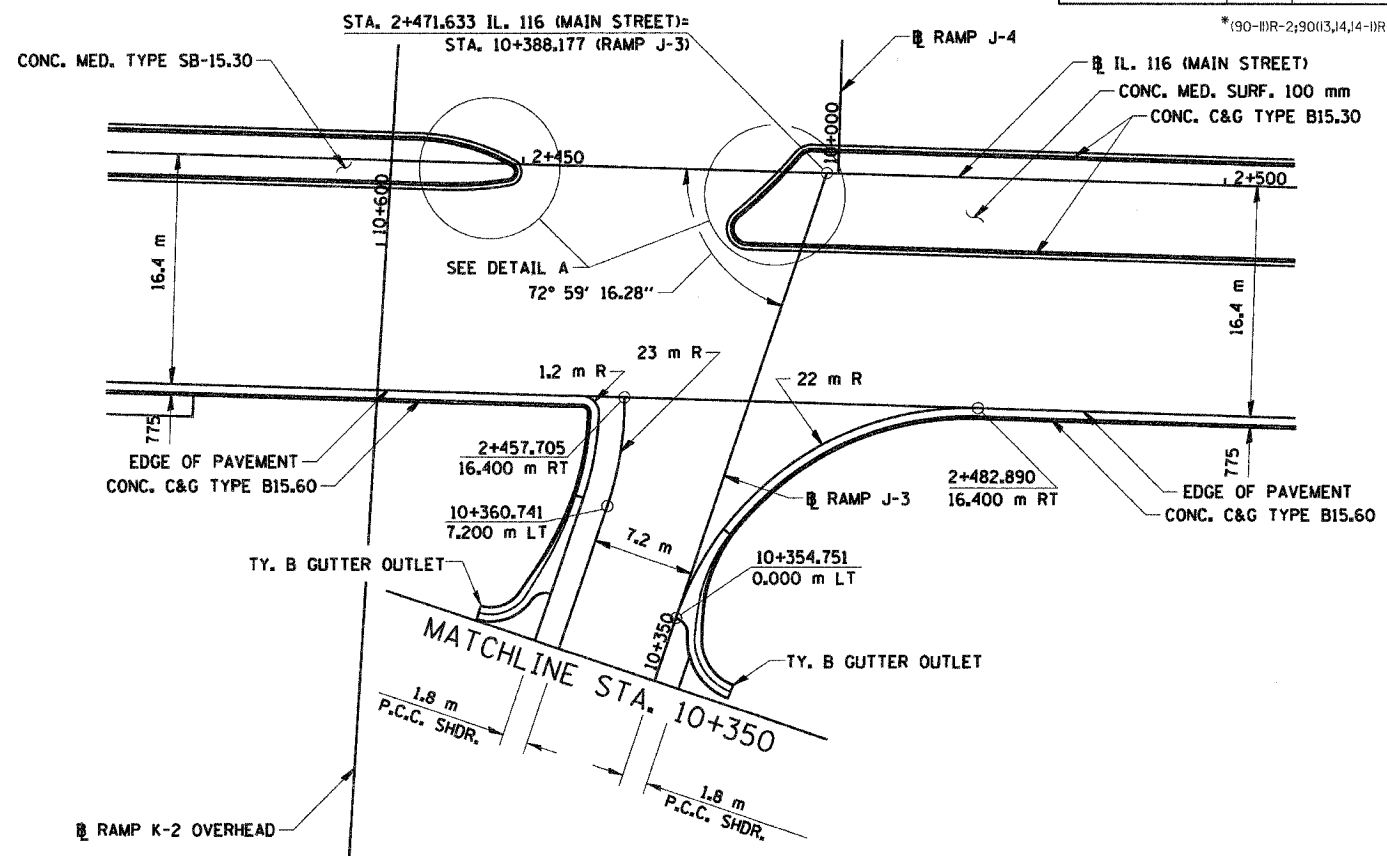 STA. 2+471.633 IL. 116 (MAIN STREET)=
STA. 10+388.177 (RAMP J-3)
*(90-11)R-2;90(13,14,14-1)R
℄ RAMP J-4
CONC. MED. TYPE SB-15.30
℄ IL. 116 (MAIN STREET)
CONC. MED. SURF. 100 mm
CONC. C&G TYPE B15.30
10+000
2+450
2+500
10+600
16.4 m
SEE DETAIL A
72° 59' 16.28"
16.4 m
23 m R
1.2 m R
22 m R
775
2+457.705
16.400 m RT
EDGE OF PAVEMENT
CONC. C&G TYPE B15.60
2+482.890
16.400 m RT
775
EDGE OF PAVEMENT
CONC. C&G TYPE B15.60
℄ RAMP J-3
10+360.741
7.200 m LT
7.2 m
10+354.751
0.000 m LT
TY. B GUTTER OUTLET
10+350
MATCHLINE STA. 10+350
TY. B GUTTER OUTLET
1.8 m
P.C.C. SHDR.
1.8 m
P.C.C. SHDR.
℄ RAMP K-2 OVERHEAD